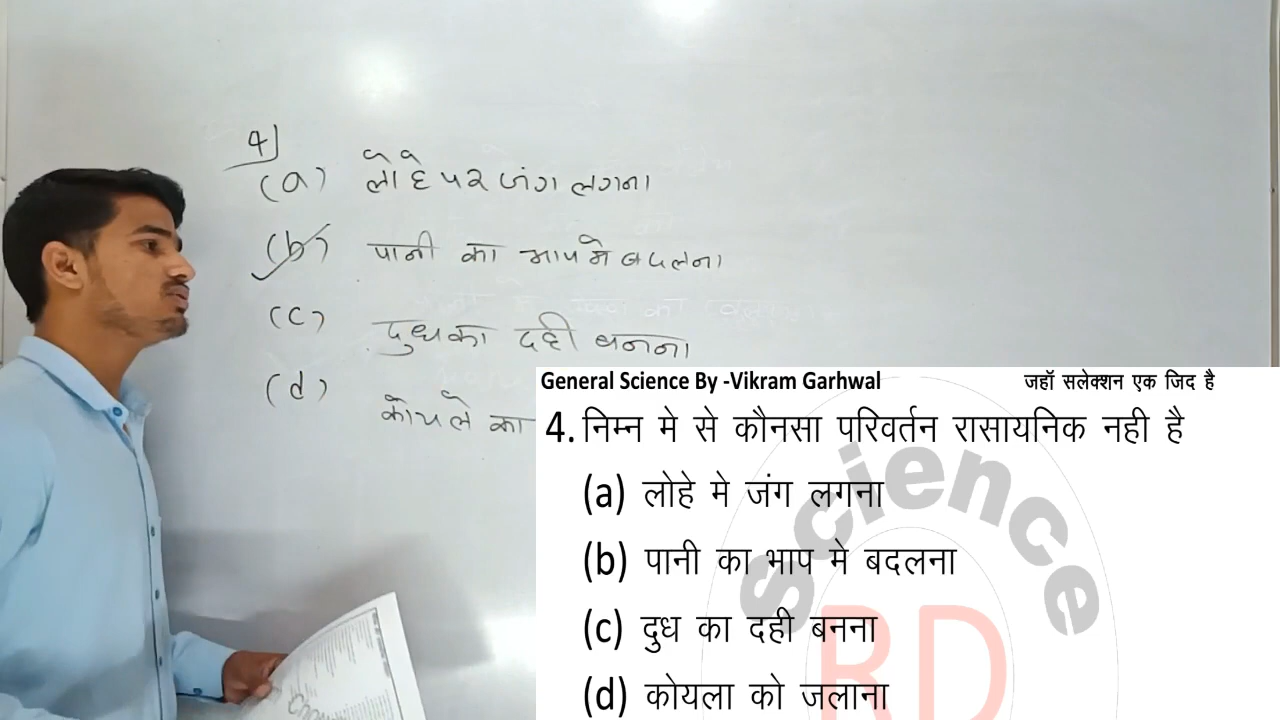 4)
(a) लोहे पर जंग लगना
(b) पानी का भाप मे बदलना
(c) दुध का दही बनना
(d) कोयले का
General Science By -Vikram Garhwal
जहॉ सलेक्शन एक जिद है
4. निम्न मे से कौनसा परिवर्तन रासायनिक नही है
(a) लोहे मे जंग लगना
(b) पानी का भाप मे बदलना
(c) दुध का दही बनना
(d) कोयला को जलाना
Science
RD